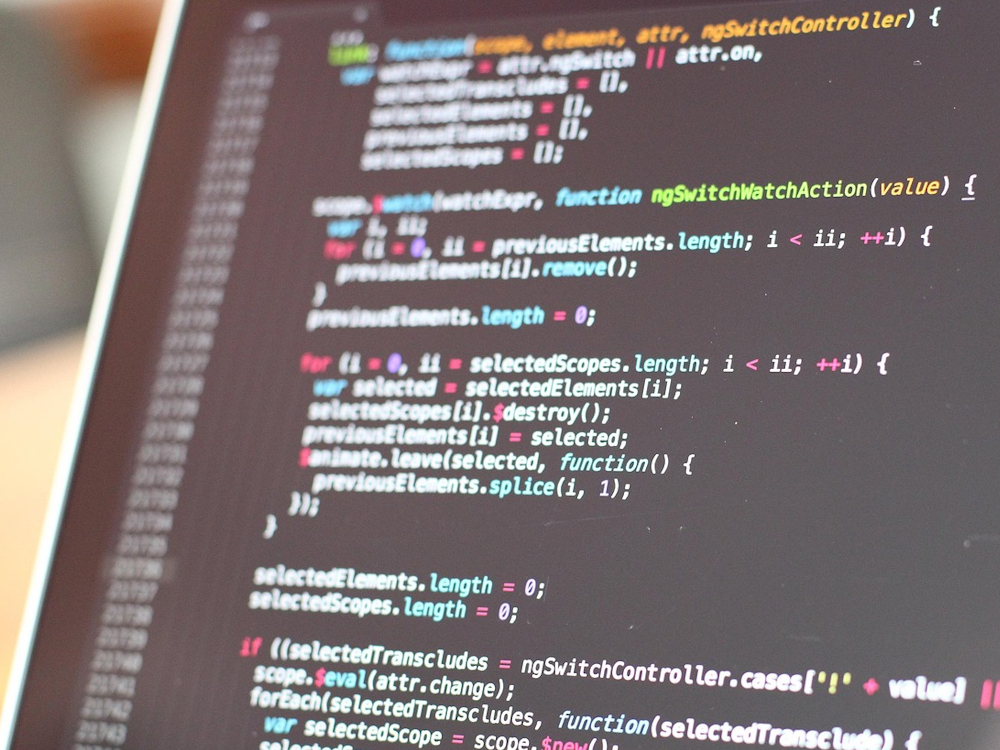 link: function(scope, element, attr, ngSwitchController) {
var watchExpr = attr.ngSwitch || attr.on,
selectedTranscludes = [],
selectedElements = [],
previousElements = [],
selectedScopes = [];
scope.$watch(watchExpr, function ngSwitchWatchAction(value) {
var i, ii;
for (i = 0, ii = previousElements.length; i < ii; ++i) {
previousElements[i].remove();
}
previousElements.length = 0;
for (i = 0, ii = selectedScopes.length; i < ii; ++i) {
var selected = selectedElements[i];
selectedScopes[i].$destroy();
previousElements[i] = selected;
$animate.leave(selected, function() {
previousElements.splice(i, 1);
});
}
selectedElements.length = 0;
selectedScopes.length = 0;
if ((selectedTranscludes = ngSwitchController.cases['!' + value] ||
scope.$eval(attr.change);
forEach(selectedTranscludes, function(selectedTransclude) {
var selectedScope = scope.$new();